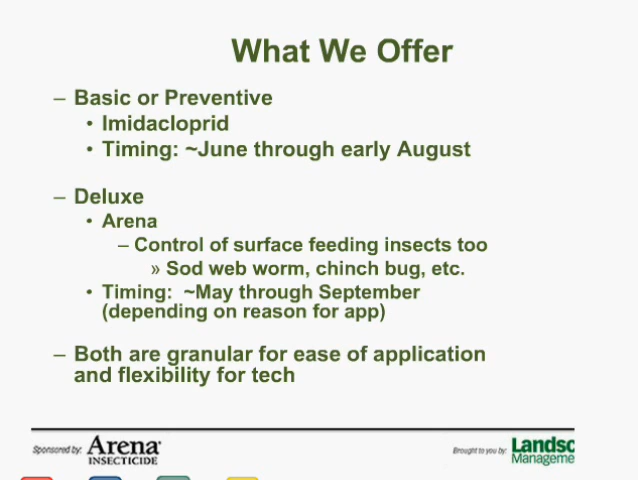 What We Offer
– Basic or Preventive
• Imidacloprid
• Timing: ~June through early August
– Deluxe
• Arena
– Control of surface feeding insects too
» Sod web worm, chinch bug, etc.
• Timing: ~May through September
(depending on reason for app)
– Both are granular for ease of application
and flexibility for tech
Sponsored by: Arena
INSECTICIDE
Brought to you by: Landsc
Manageme